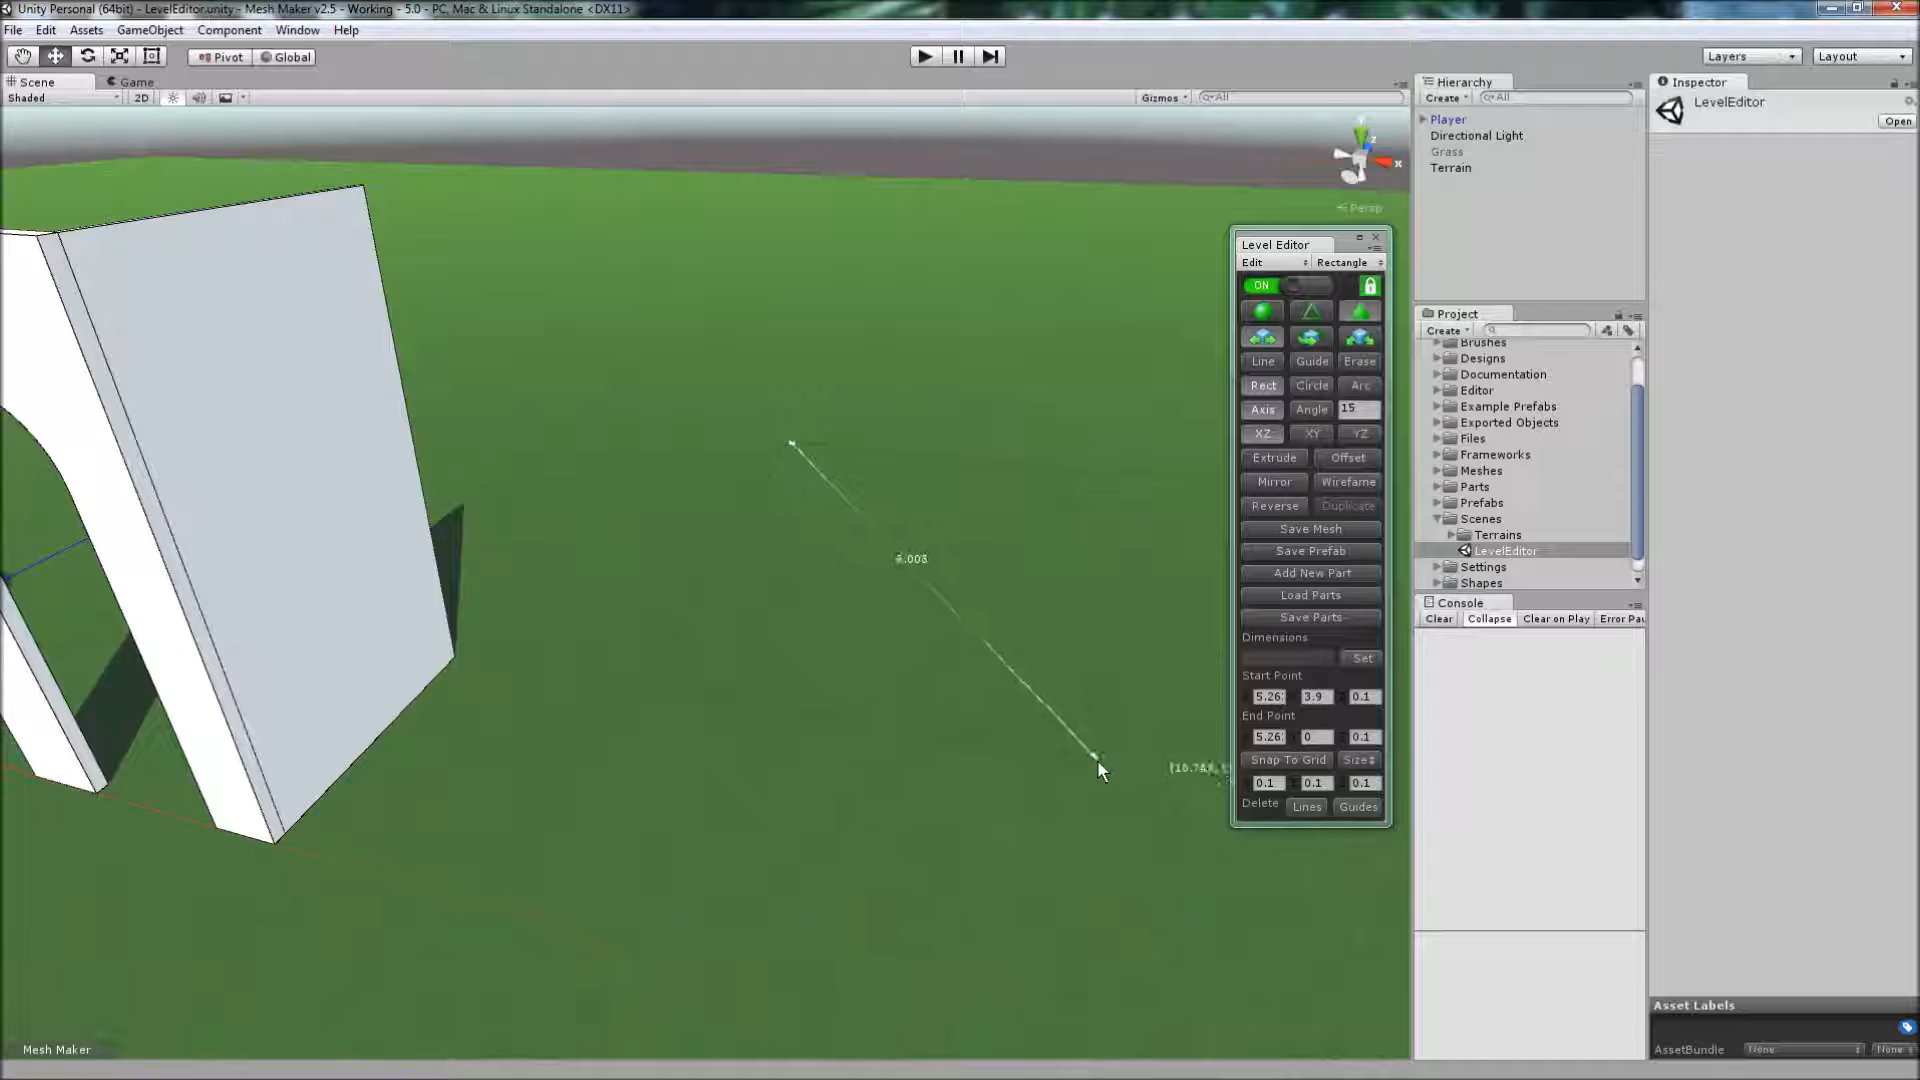 Unity Personal (64bit) - LevelEditor.unity - Mesh Maker v2.5 - Working - 5.0 - PC, Mac & Linux Standalone <DX11>
File Edit Assets GameObject Component Window Help
Pivot Global
Layers Layout
Scene Game
Shaded 2D Gizmos All
Persp
Mesh Maker
Level Editor
Edit Rectangle
ON
Line Guide Erase
Rect Circle Arc
Axis Angle 15
XZ XY YZ
Extrude Offset
Mirror Wirefame
Reverse Duplicate
Save Mesh
Save Prefab
Add New Part
Load Parts
Save Parts
Dimensions
Set
Start Point
5.26 3.9 0.1
End Point
5.26 0 0.1
Snap To Grid Size
0.1 0.1 0.1
Delete Lines Guides
Hierarchy
Create All
Player
Directional Light
Grass
Terrain
Project
Create
Brushes
Designs
Documentation
Editor
Example Prefabs
Exported Objects
Files
Frameworks
Meshes
Parts
Prefabs
Scenes
Terrains
LevelEditor
Settings
Shapes
Console
Clear Collapse Clear on Play Error Pau
Inspector
LevelEditor
Open
Asset Labels
AssetBundle None None